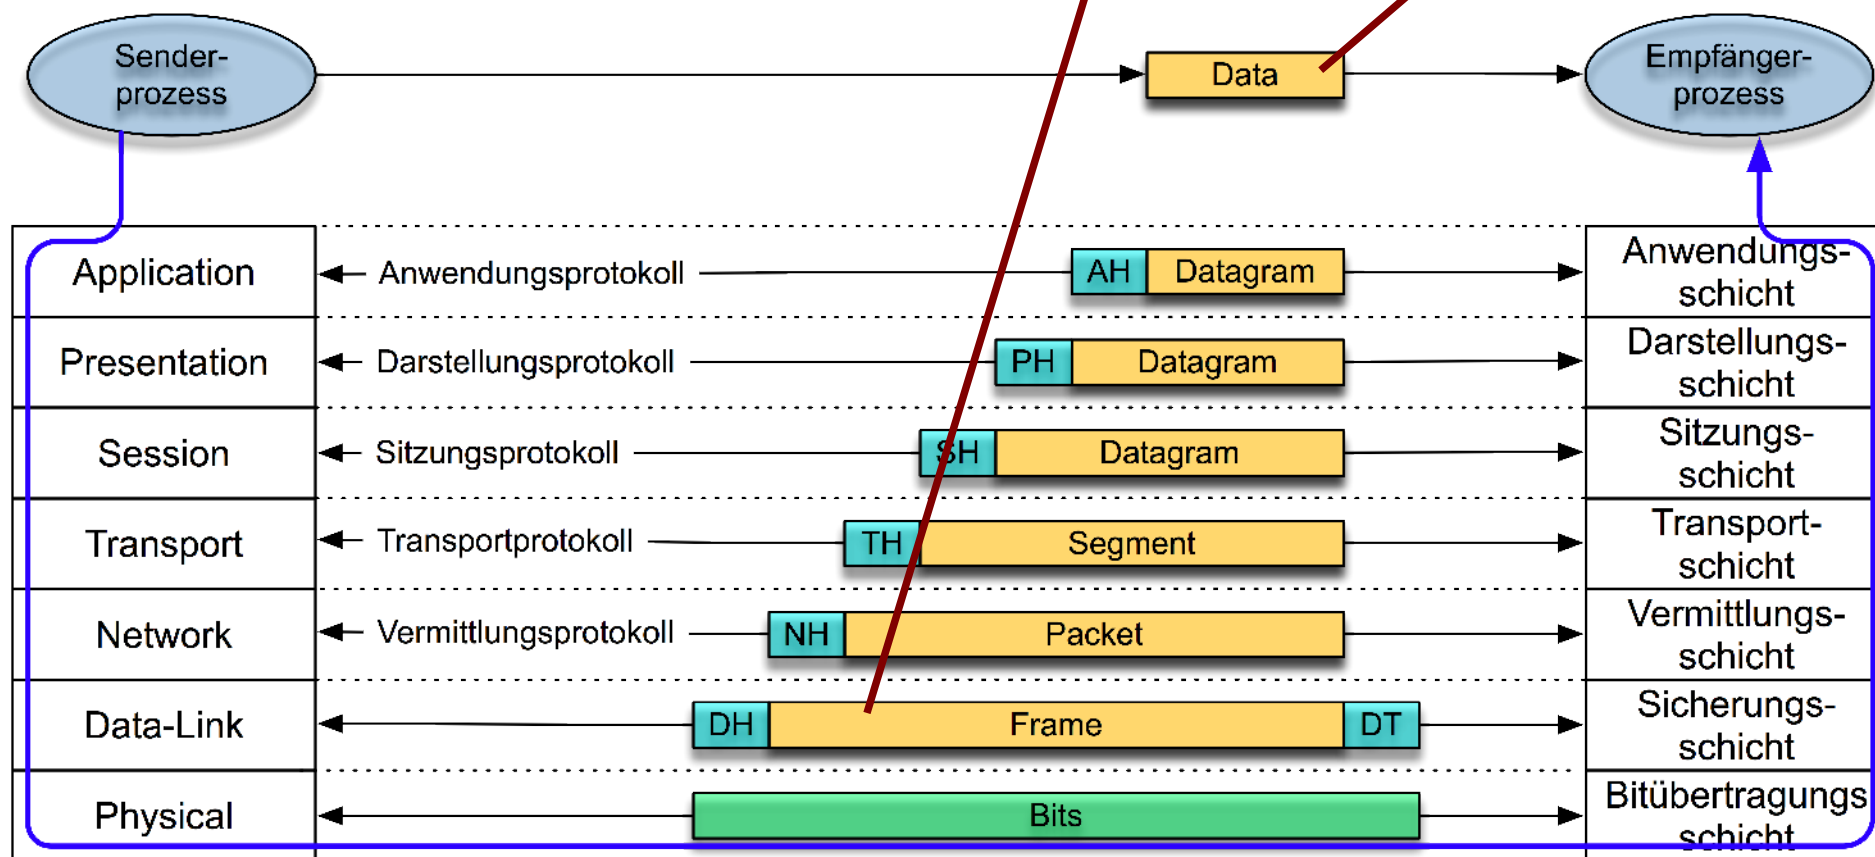 Sender-
prozess
Data
Empfänger-
prozess
Application
Anwendungsprotokoll
AH
Datagram
Anwendungs-
schicht
Presentation
Darstellungsprotokoll
PH
Datagram
Darstellungs-
schicht
Session
Sitzungsprotokoll
SH
Datagram
Sitzungs-
schicht
Transport
Transportprotokoll
TH
Segment
Transport-
schicht
Network
Vermittlungsprotokoll
NH
Packet
Vermittlungs-
schicht
Data-Link
DH
Frame
DT
Sicherungs-
schicht
Physical
Bits
Bitübertragungs
schicht